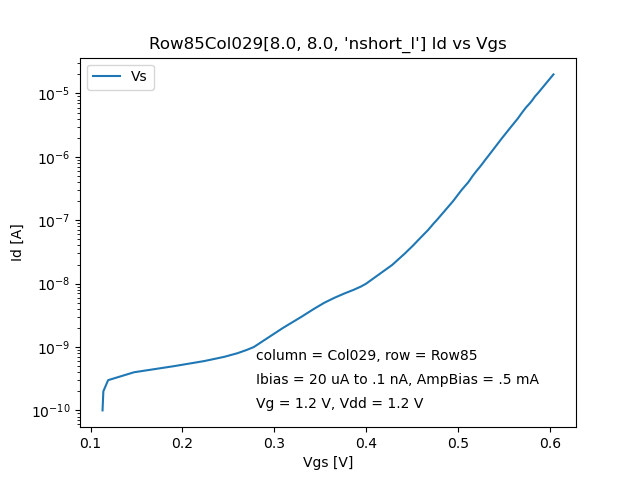 Row85Col029[8.0, 8.0, 'nshort_l'] Id vs Vgs
Vs
Id [A]
10⁻⁵
10⁻⁶
10⁻⁷
10⁻⁸
10⁻⁹
10⁻¹⁰
column = Col029, row = Row85
Ibias = 20 uA to .1 nA, AmpBias = .5 mA
Vg = 1.2 V, Vdd = 1.2 V
0.1 0.2 0.3 0.4 0.5 0.6
Vgs [V]